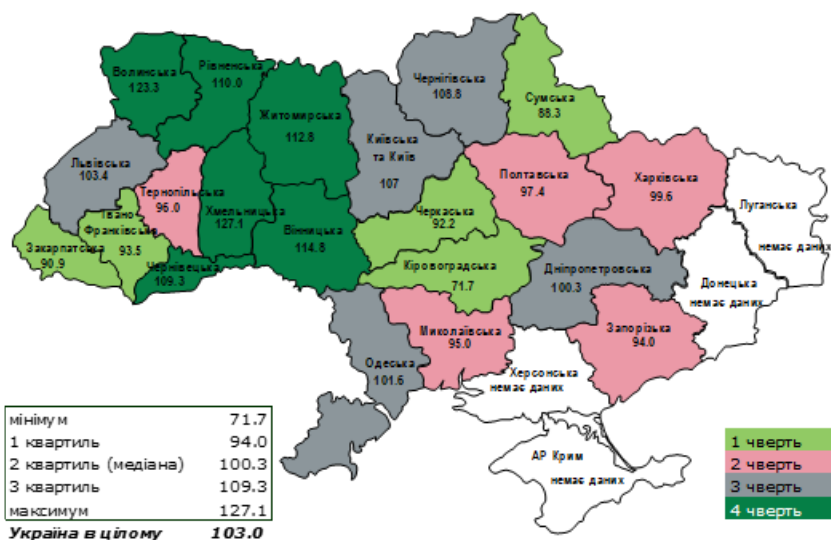 Волинська
123.3
Рівненська
110.0
Житомирська
112.8
Київська
та Київ
107
Чернігівська
108.8
Сумська
88.3
Львівська
103.4
Тернопільська
96.0
Хмельницька
127.1
Вінницька
114.8
Черкаська
92.2
Полтавська
97.4
Харківська
99.6
Луганська
немає даних
Закарпатська
90.9
Івано
Франківська
93.5
Чернівецька
109.3
Кіровоградська
71.7
Дніпропетровська
100.3
Донецька
немає даних
Одеська
101.6
Миколаївська
95.0
Запорізька
94.0
Херсонська
немає даних
АР Крим
немає даних
мінімум 71.7
1 квартиль 94.0
2 квартиль (медіана) 100.3
3 квартиль 109.3
максимум 127.1
Україна в цілому 103.0
1 чверть
2 чверть
3 чверть
4 чверть